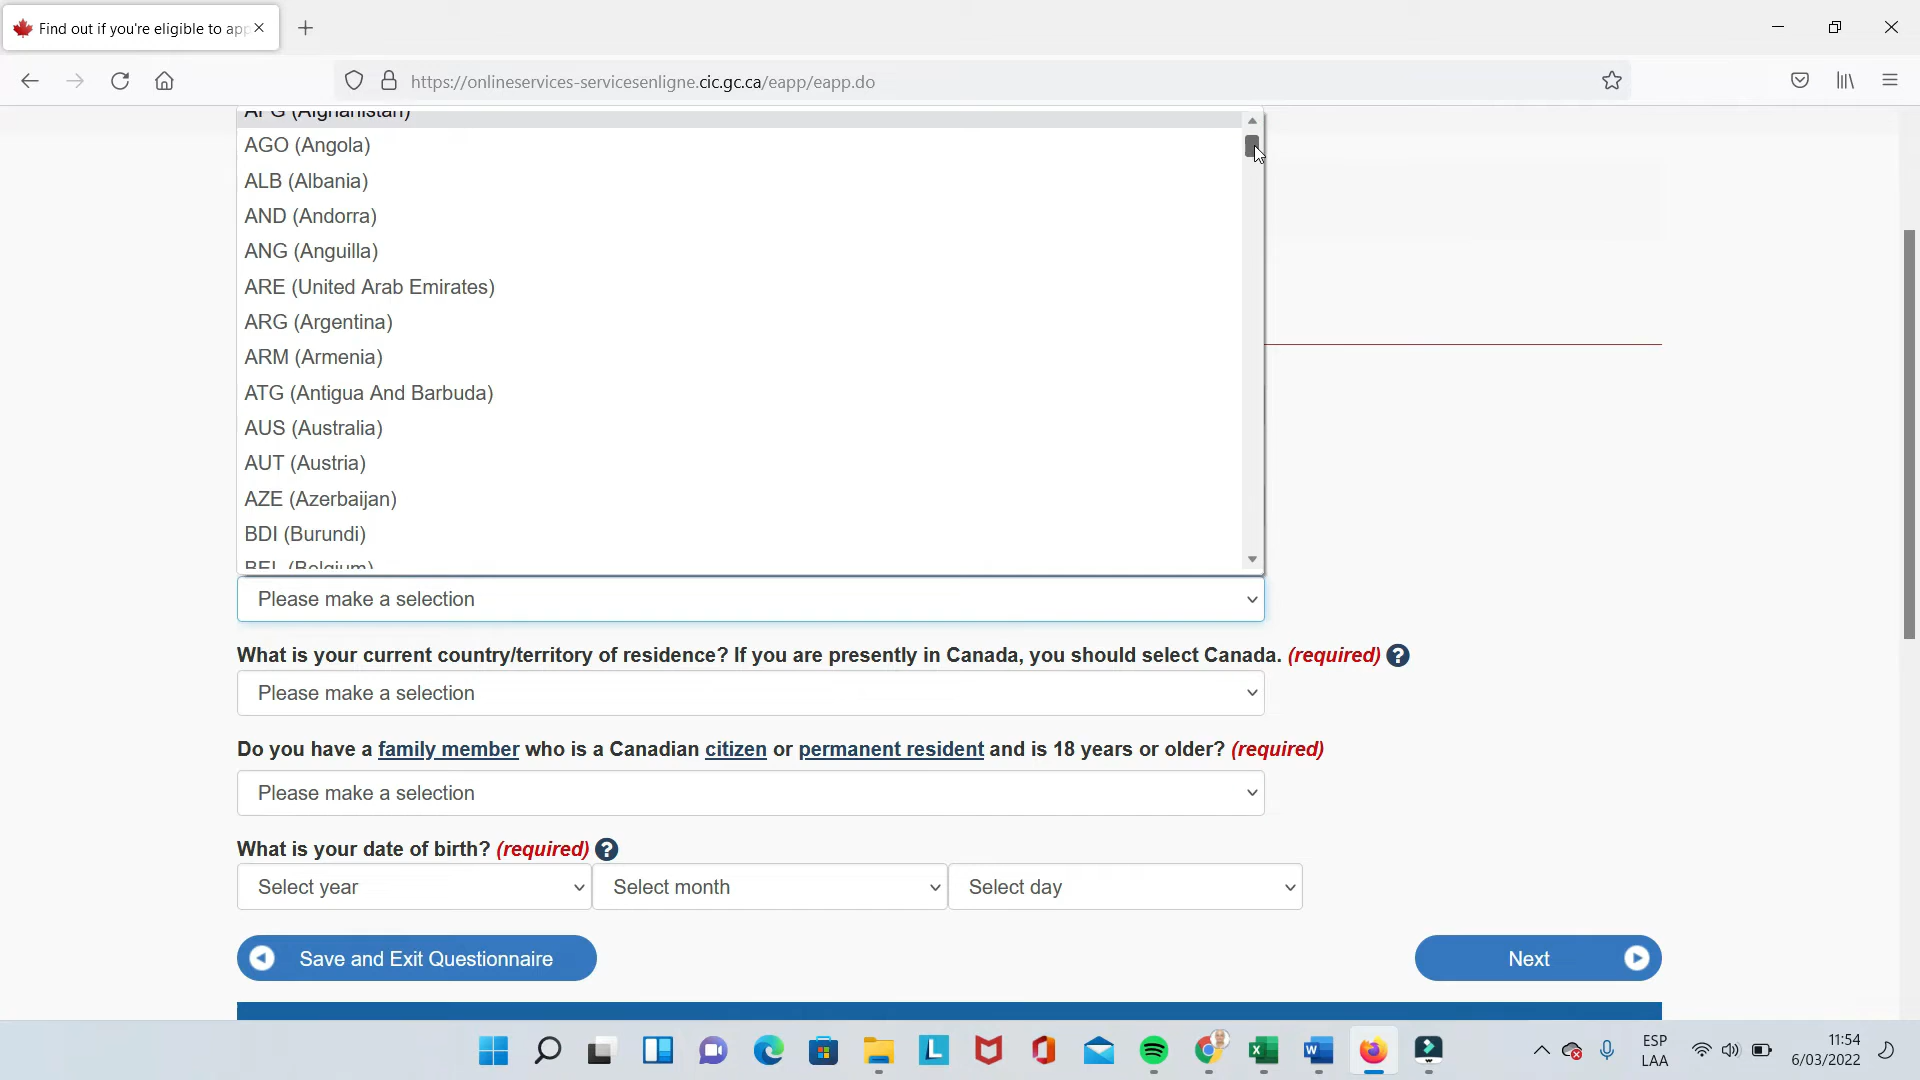 Find out if you're eligible to app
https://onlineservices-servicesenligne.cic.gc.ca/eapp/eapp.do
AFG (Afghanistan)
AGO (Angola)
ALB (Albania)
AND (Andorra)
ANG (Anguilla)
ARE (United Arab Emirates)
ARG (Argentina)
ARM (Armenia)
ATG (Antigua And Barbuda)
AUS (Australia)
AUT (Austria)
AZE (Azerbaijan)
BDI (Burundi)
BEL (Belgium)
Please make a selection
What is your current country/territory of residence? If you are presently in Canada, you should select Canada. (required) ?
Please make a selection
Do you have a family member who is a Canadian citizen or permanent resident and is 18 years or older? (required)
Please make a selection
What is your date of birth? (required) ?
Select year Select month Select day
Save and Exit Questionnaire Next
ESP
LAA
11:54
6/03/2022